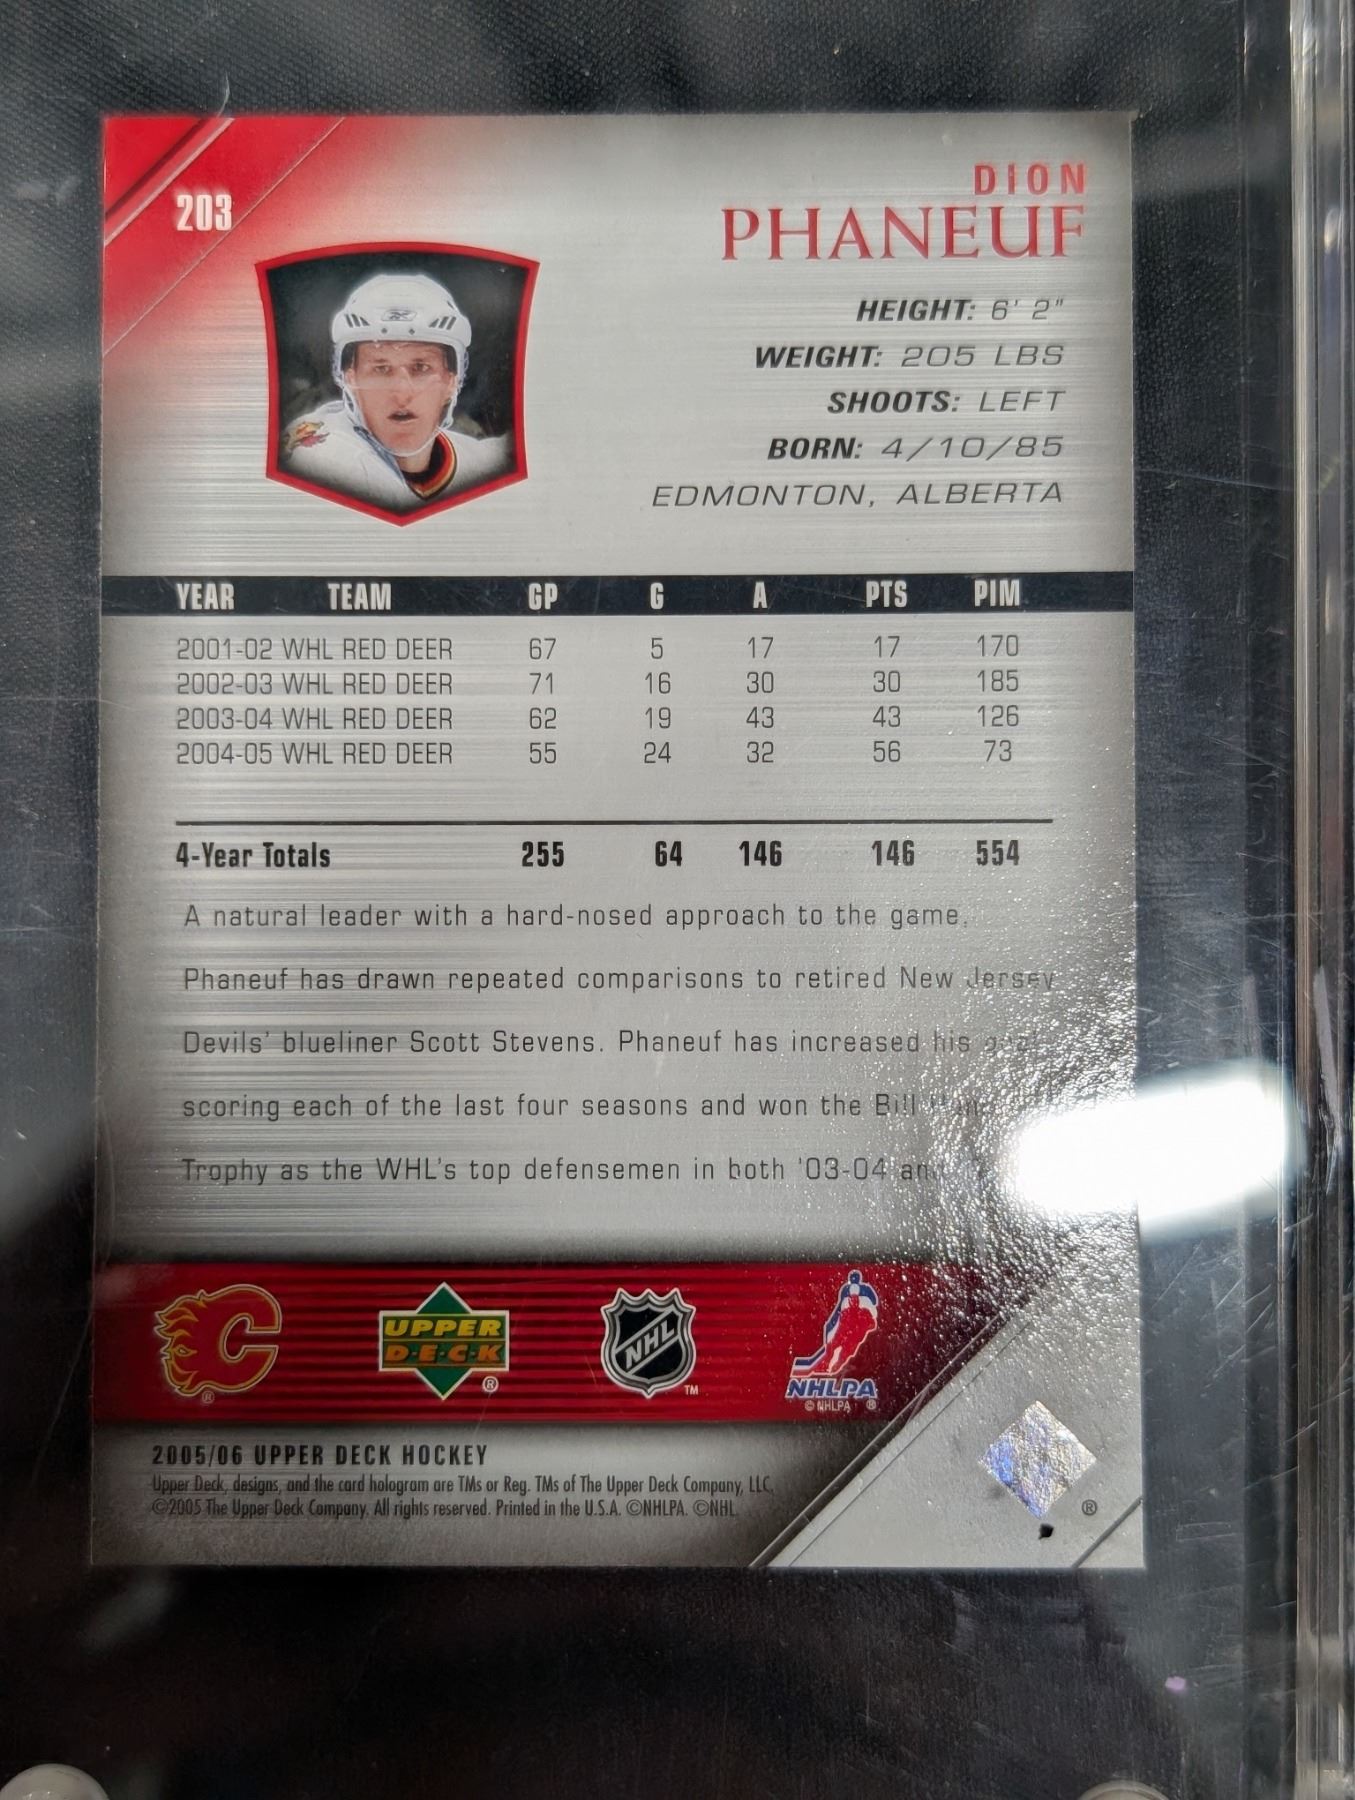 203
DION
PHANEUF
HEIGHT: 6' 2"
WEIGHT: 205 LBS
SHOOTS: LEFT
BORN: 4/10/85
EDMONTON, ALBERTA
YEAR TEAM GP G A PTS PIM
2001-02 WHL RED DEER 67 5 17 17 170
2002-03 WHL RED DEER 71 16 30 30 185
2003-04 WHL RED DEER 62 19 43 43 126
2004-05 WHL RED DEER 55 24 32 56 73
4-Year Totals 255 64 146 146 554
A natural leader with a hard-nosed approach to the game,
Phaneuf has drawn repeated comparisons to retired New Jersey
Devils' blueliner Scott Stevens. Phaneuf has increased his
scoring each of the last four seasons and won the Bill
Trophy as the WHL's top defensemen in both '03-04
C ®
UPPER DECK ®
NHL TM
NHLPA
© NHLPA ®
2005/06 UPPER DECK HOCKEY
Upper Deck, designs, and the card hologram are TMs or Reg. TMs of The Upper Deck Company, LLC.
©2005 The Upper Deck Company. All rights reserved. Printed in the U.S.A. ©NHLPA. ©NHL.
®